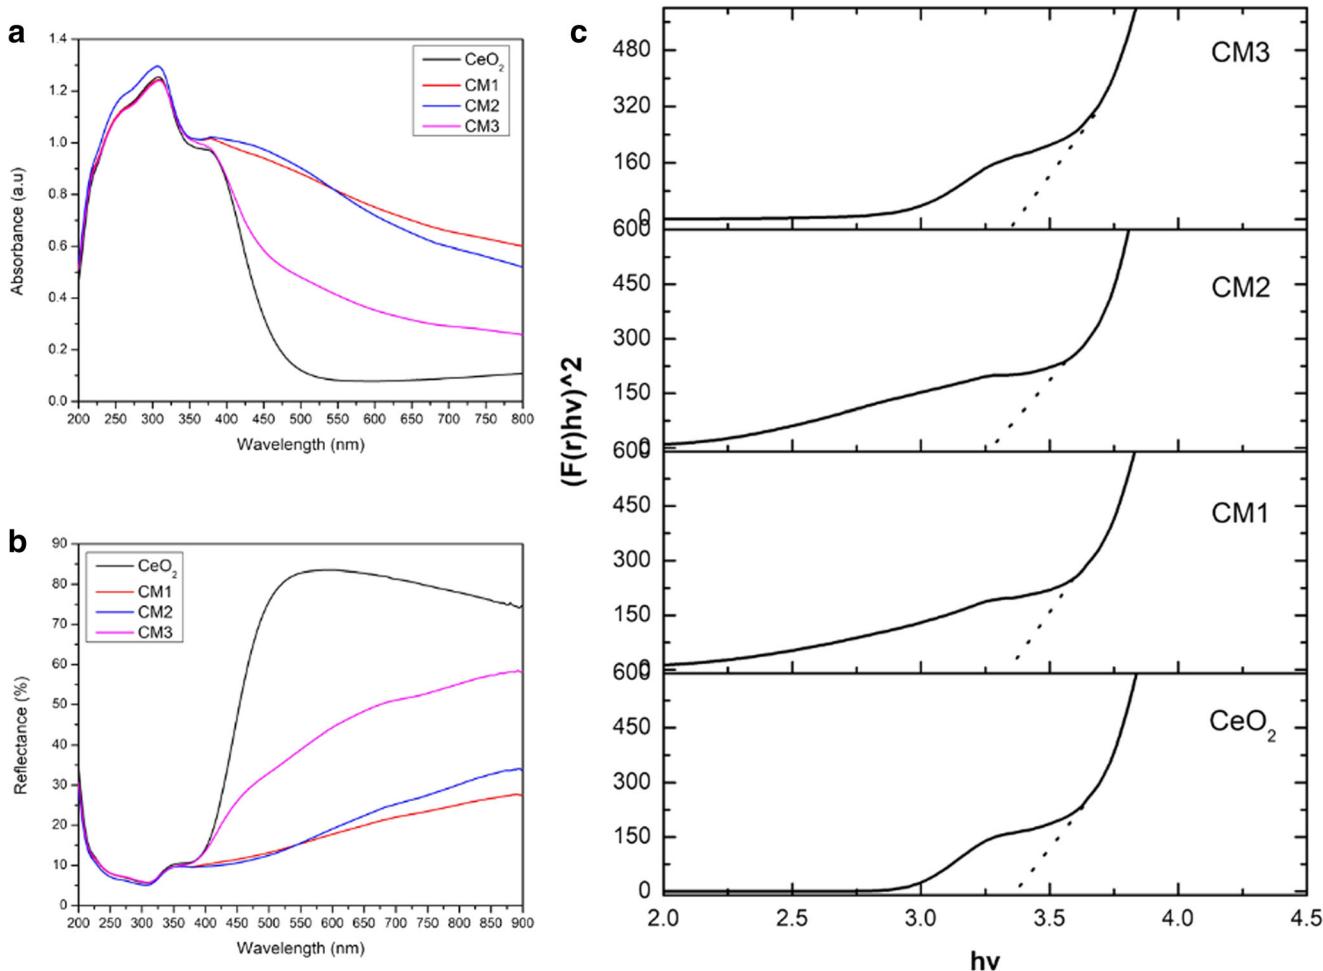 a
1.4
1.2
1.0
0.8
0.6
0.4
0.2
0.0
Absorbance (a.u)
CeO2
CM1
CM2
CM3
200 250 300 350 400 450 500 550 600 650 700 750 800
Wavelength (nm)
b
90
80
70
60
50
40
30
20
10
0
Reflectance (%)
CeO2
CM1
CM2
CM3
200 250 300 350 400 450 500 550 600 650 700 750 800 850 900
Wavelength (nm)
c
(F(r)hv)^2
480
320
160
0
CM3
600
450
300
150
0
CM2
600
450
300
150
0
CM1
600
450
300
150
0
CeO2
2.0 2.5 3.0 3.5 4.0 4.5
hv